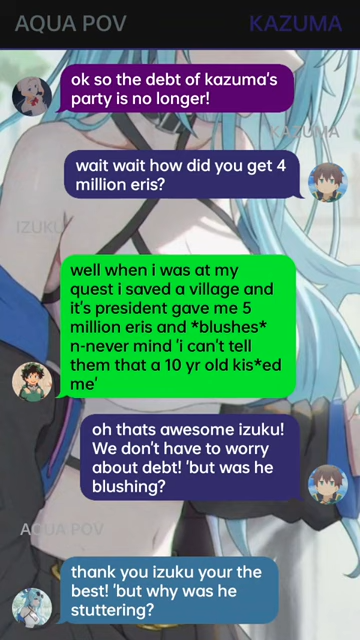 AQUA POV
KAZUMA
ok so the debt of kazuma's
party is no longer!
KAZUMA
wait wait how did you get 4
million eris?
IZUKU
well when i was at my
quest i saved a village and
it's president gave me 5
million eris and *blushes*
n-never mind 'i can't tell
them that a 10 yr old kis*ed
me'
oh thats awesome izuku!
We don't have to worry
about debt! 'but was he
blushing?
AQUA POV
thank you izuku your the
best! 'but why was he
stuttering?